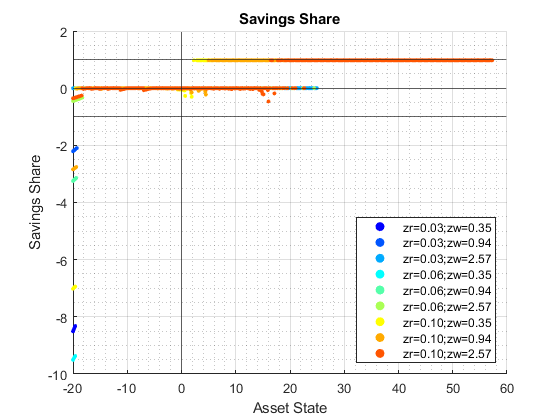 Savings Share
2
0
-2
-4
-6
-8
-10
Savings Share
zr=0.03;zw=0.35
zr=0.03;zw=0.94
zr=0.03;zw=2.57
zr=0.06;zw=0.35
zr=0.06;zw=0.94
zr=0.06;zw=2.57
zr=0.10;zw=0.35
zr=0.10;zw=0.94
zr=0.10;zw=2.57
-20 -10 0 10 20 30 40 50 60
Asset State